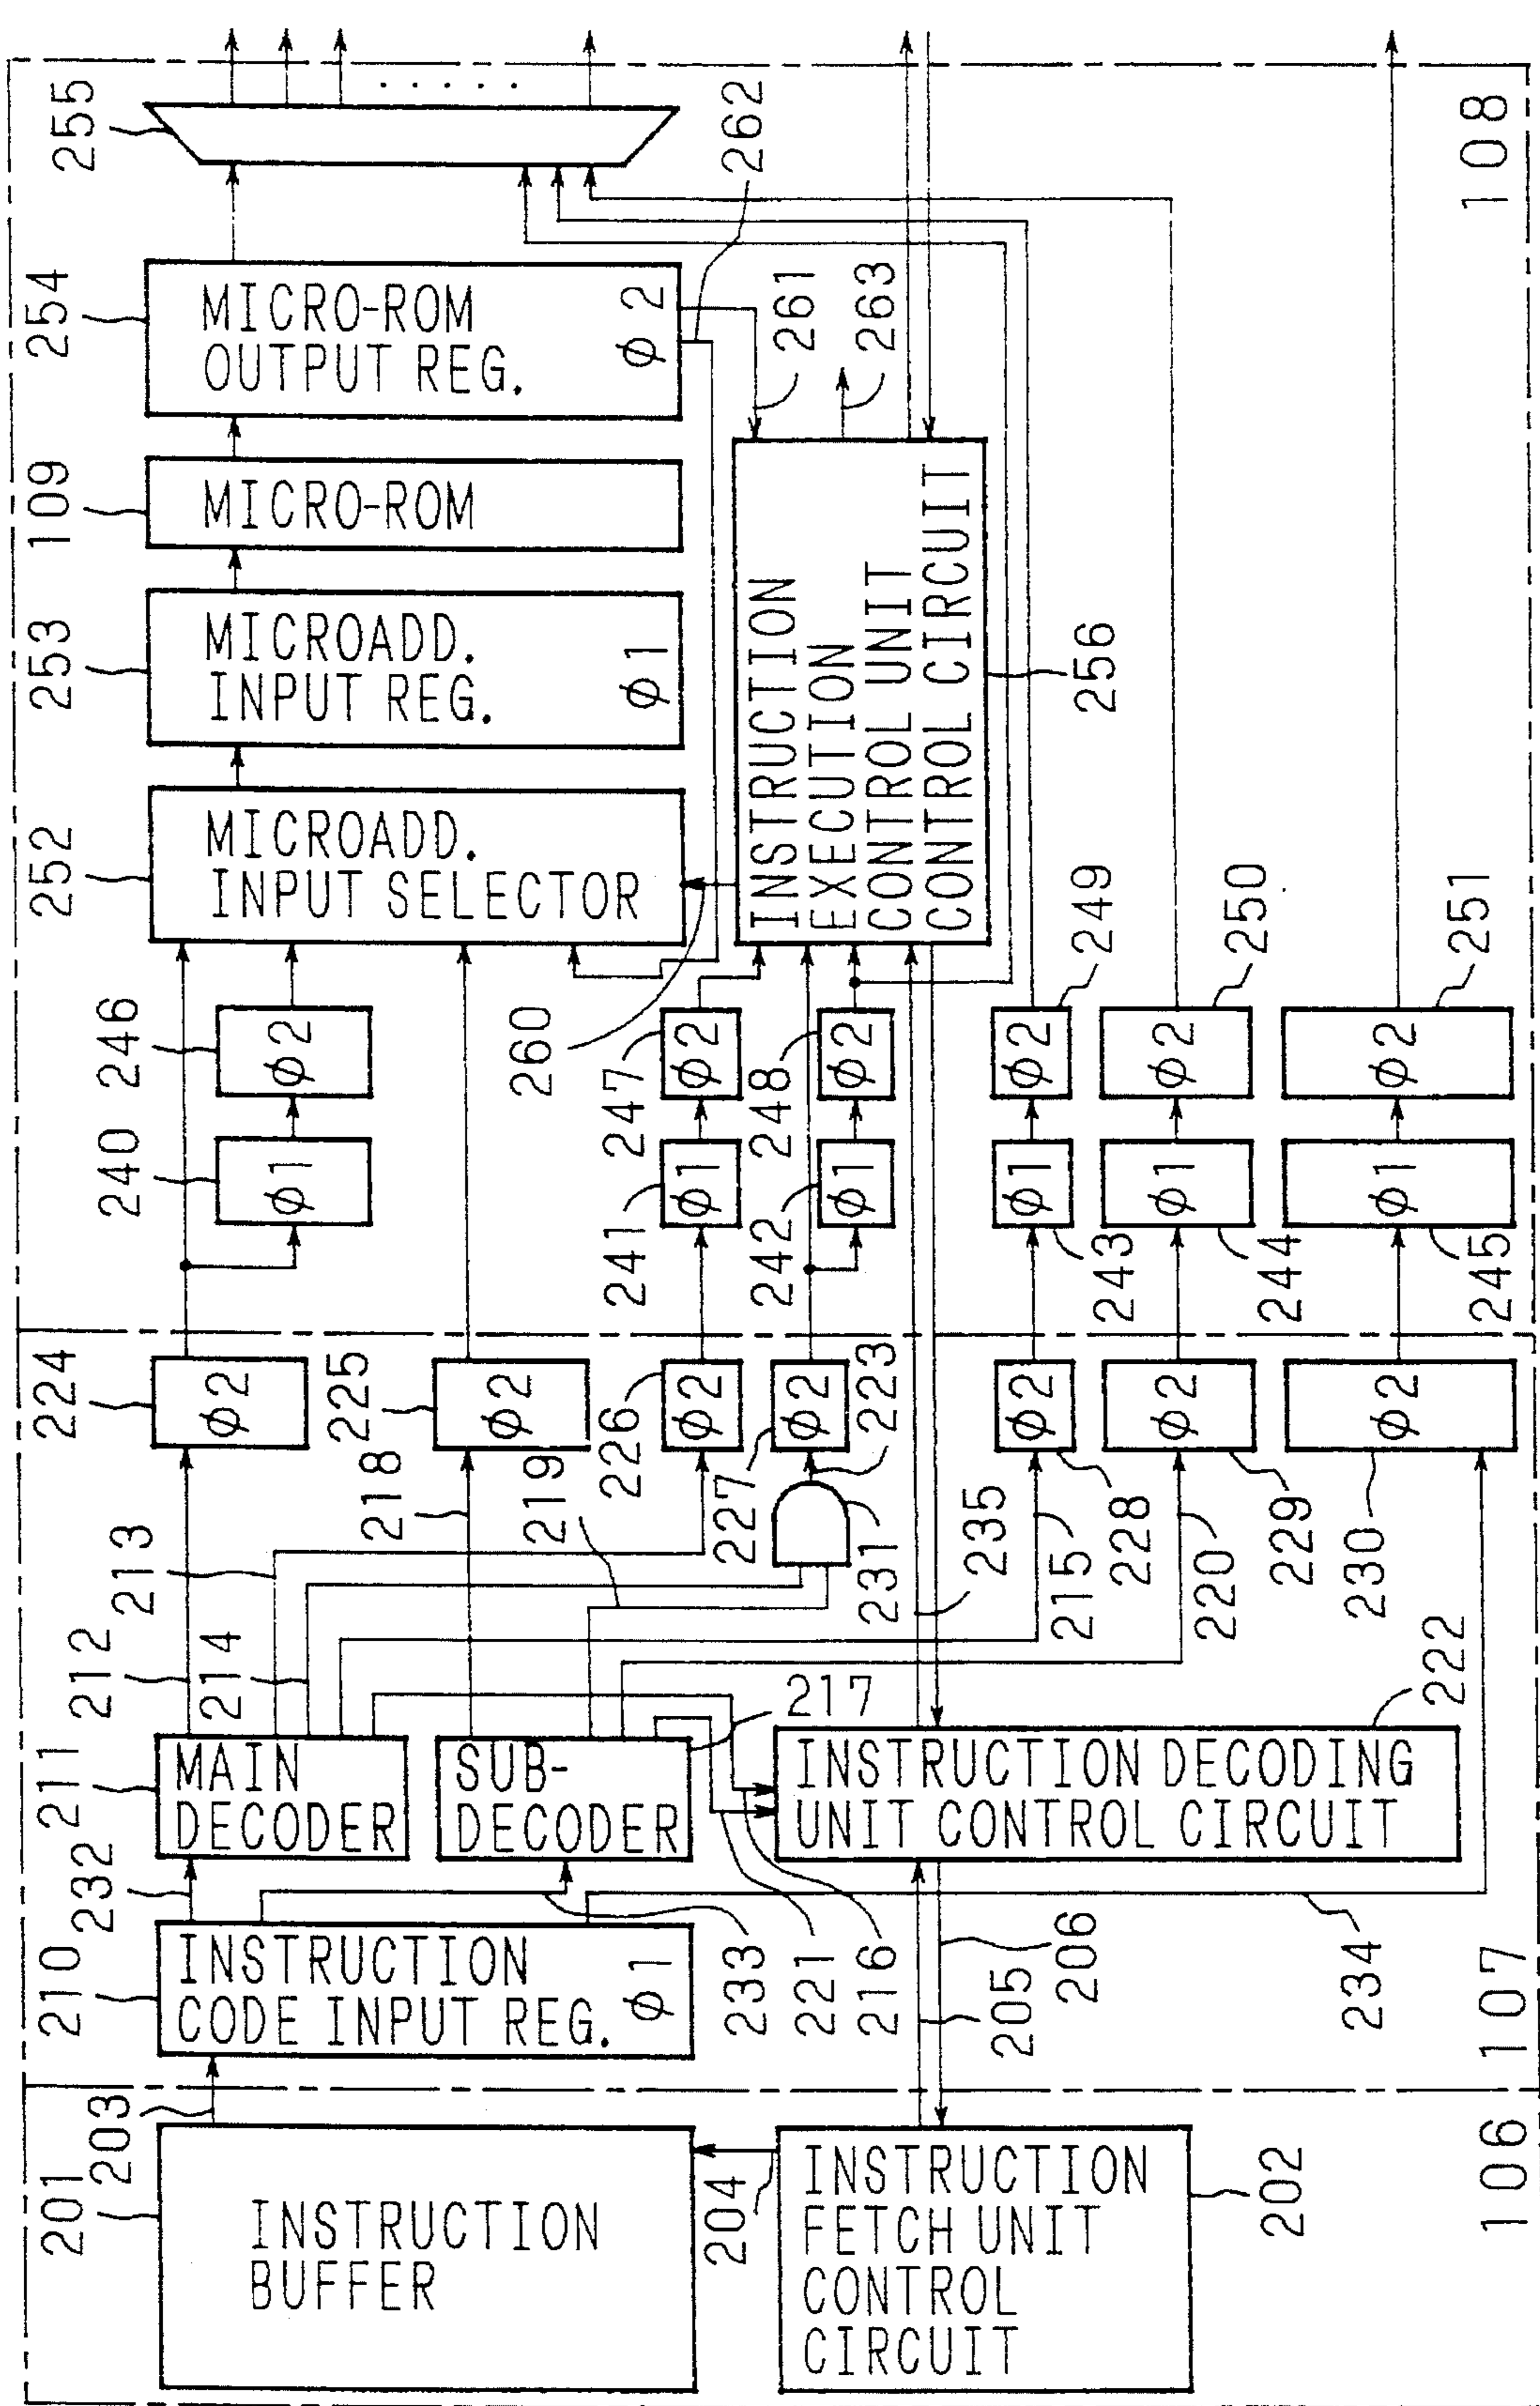 201
203
INSTRUCTION
BUFFER
204
INSTRUCTION
FETCH UNIT
CONTROL
CIRCUIT
202
106
210
INSTRUCTION
CODE INPUT REG.
φ1
232
233
221
216
205
206
234
107
211
MAIN
DECODER
SUB-
DECODER
217
INSTRUCTION DECODING
UNIT CONTROL CIRCUIT
222
212
213
214
218
219
231
223
235
215
220
224
φ2
225
φ2
226
φ2
227
φ2
228
φ2
229
φ2
230
φ2
240
φ1
246
φ2
241
φ1
247
φ2
242
φ1
248
φ2
243
φ1
249
φ2
244
φ1
250
φ2
245
φ1
251
φ2
260
252
MICROADD.
INPUT SELECTOR
253
MICROADD.
INPUT REG.
φ1
109
MICRO-ROM
254
MICRO-ROM
OUTPUT REG.
φ2
255
262
261
263
INSTRUCTION
EXECUTION
CONTROL UNIT
CONTROL CIRCUIT
256
108